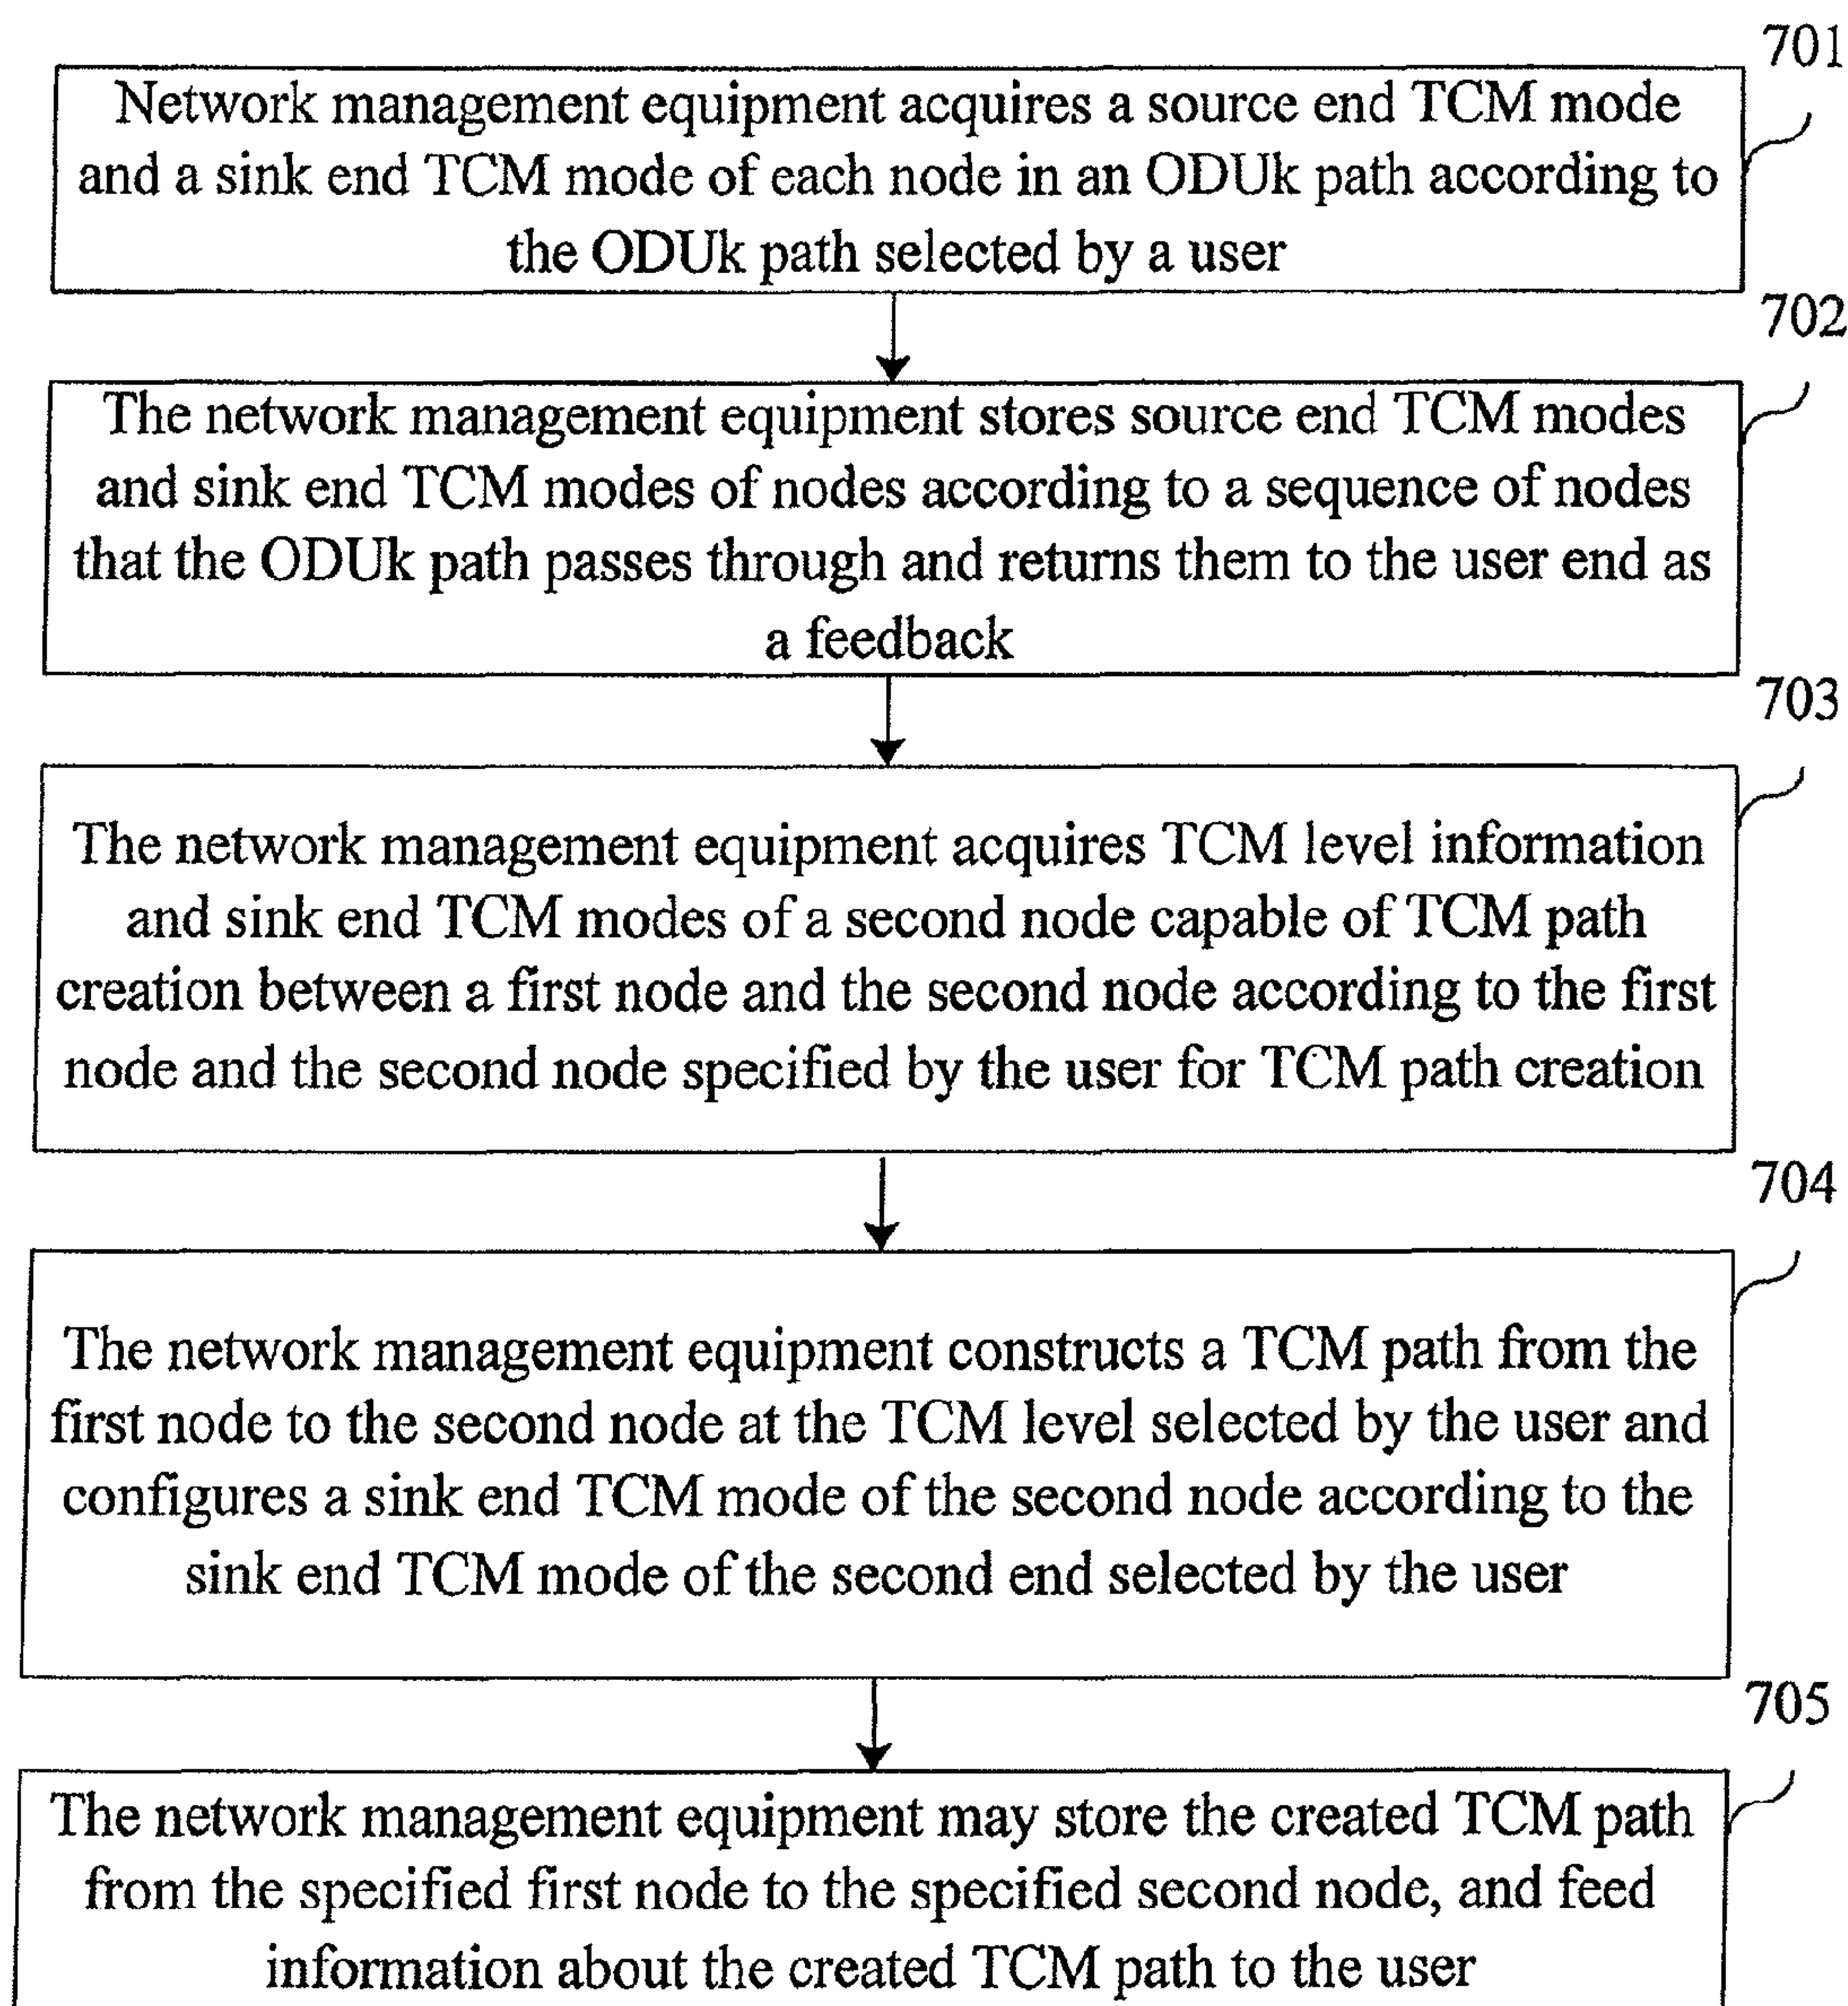 701
Network management equipment acquires a source end TCM mode
and a sink end TCM mode of each node in an ODUk path according to
the ODUk path selected by a user
702
The network management equipment stores source end TCM modes
and sink end TCM modes of nodes according to a sequence of nodes
that the ODUk path passes through and returns them to the user end as
a feedback
703
The network management equipment acquires TCM level information
and sink end TCM modes of a second node capable of TCM path
creation between a first node and the second node according to the first
node and the second node specified by the user for TCM path creation
704
The network management equipment constructs a TCM path from the
first node to the second node at the TCM level selected by the user and
configures a sink end TCM mode of the second node according to the
sink end TCM mode of the second end selected by the user
705
The network management equipment may store the created TCM path
from the specified first node to the specified second node, and feed
information about the created TCM path to the user